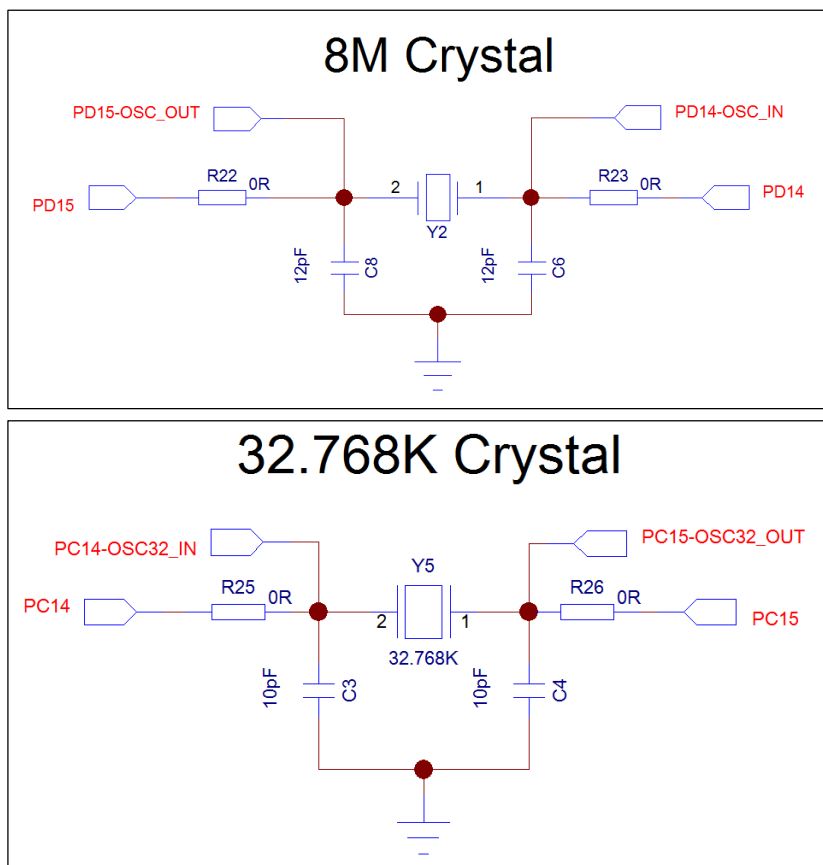 8M Crystal
PD15-OSC_OUT
PD14-OSC_IN
R22
0R
R23
0R
PD15
2
1
PD14
Y2
12pF
C8
12pF
C6
32.768K Crystal
PC14-OSC32_IN
PC15-OSC32_OUT
Y5
PC14
R25
0R
R26
0R
PC15
2
1
32.768K
10pF
C3
10pF
C4